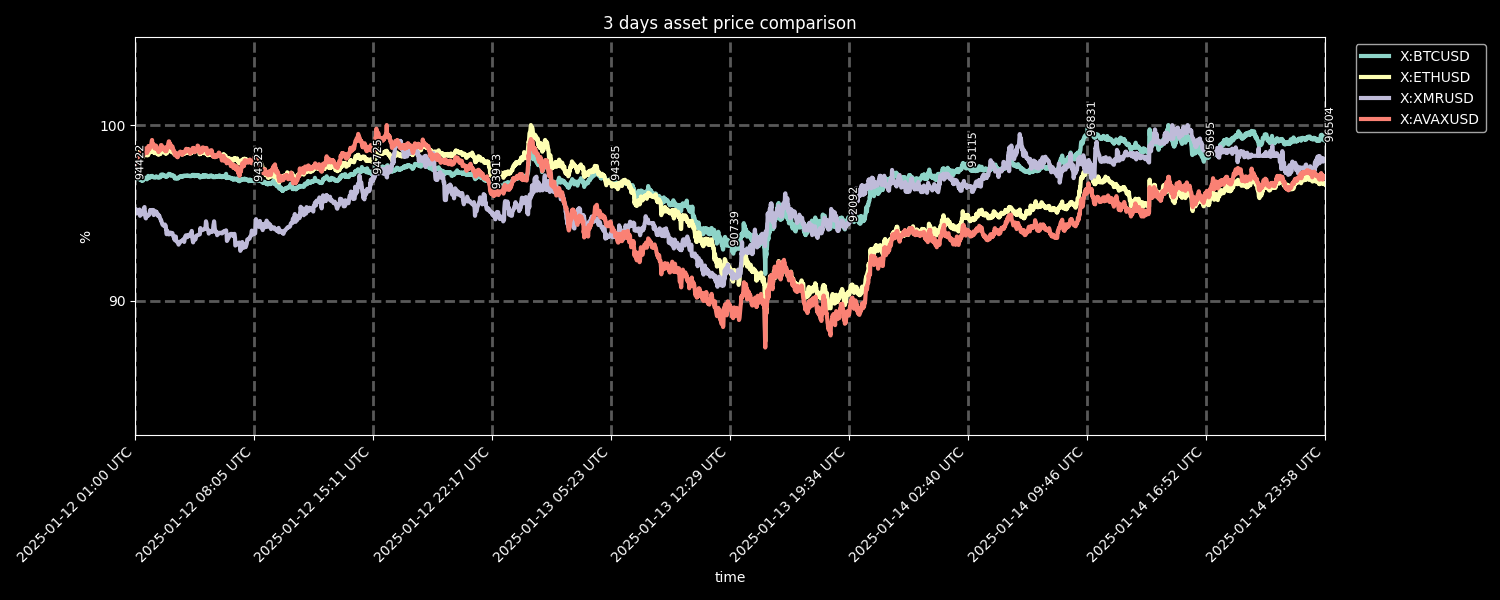 3 days asset price comparison
X:BTCUSD
X:ETHUSD
X:XMRUSD
X:AVAXUSD
100
90
%
94422
94323
94725
93913
94385
90739
92092
95115
96831
95695
96504
2025-01-12 01:00 UTC
2025-01-12 08:05 UTC
2025-01-12 15:11 UTC
2025-01-12 22:17 UTC
2025-01-13 05:23 UTC
2025-01-13 12:29 UTC
2025-01-13 19:34 UTC
2025-01-14 02:40 UTC
2025-01-14 09:46 UTC
2025-01-14 16:52 UTC
2025-01-14 23:58 UTC
time